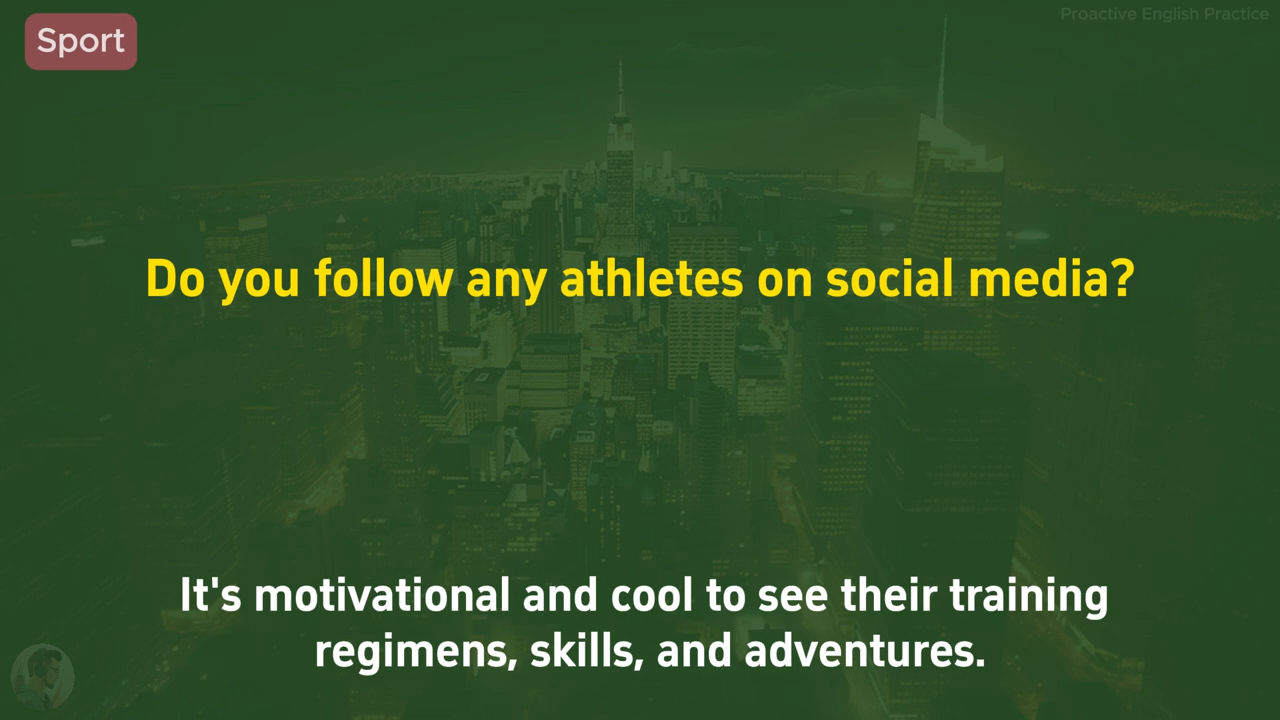 Sport
Proactive English Practice
Do you follow any athletes on social media?
It's motivational and cool to see their training
regimens, skills, and adventures.